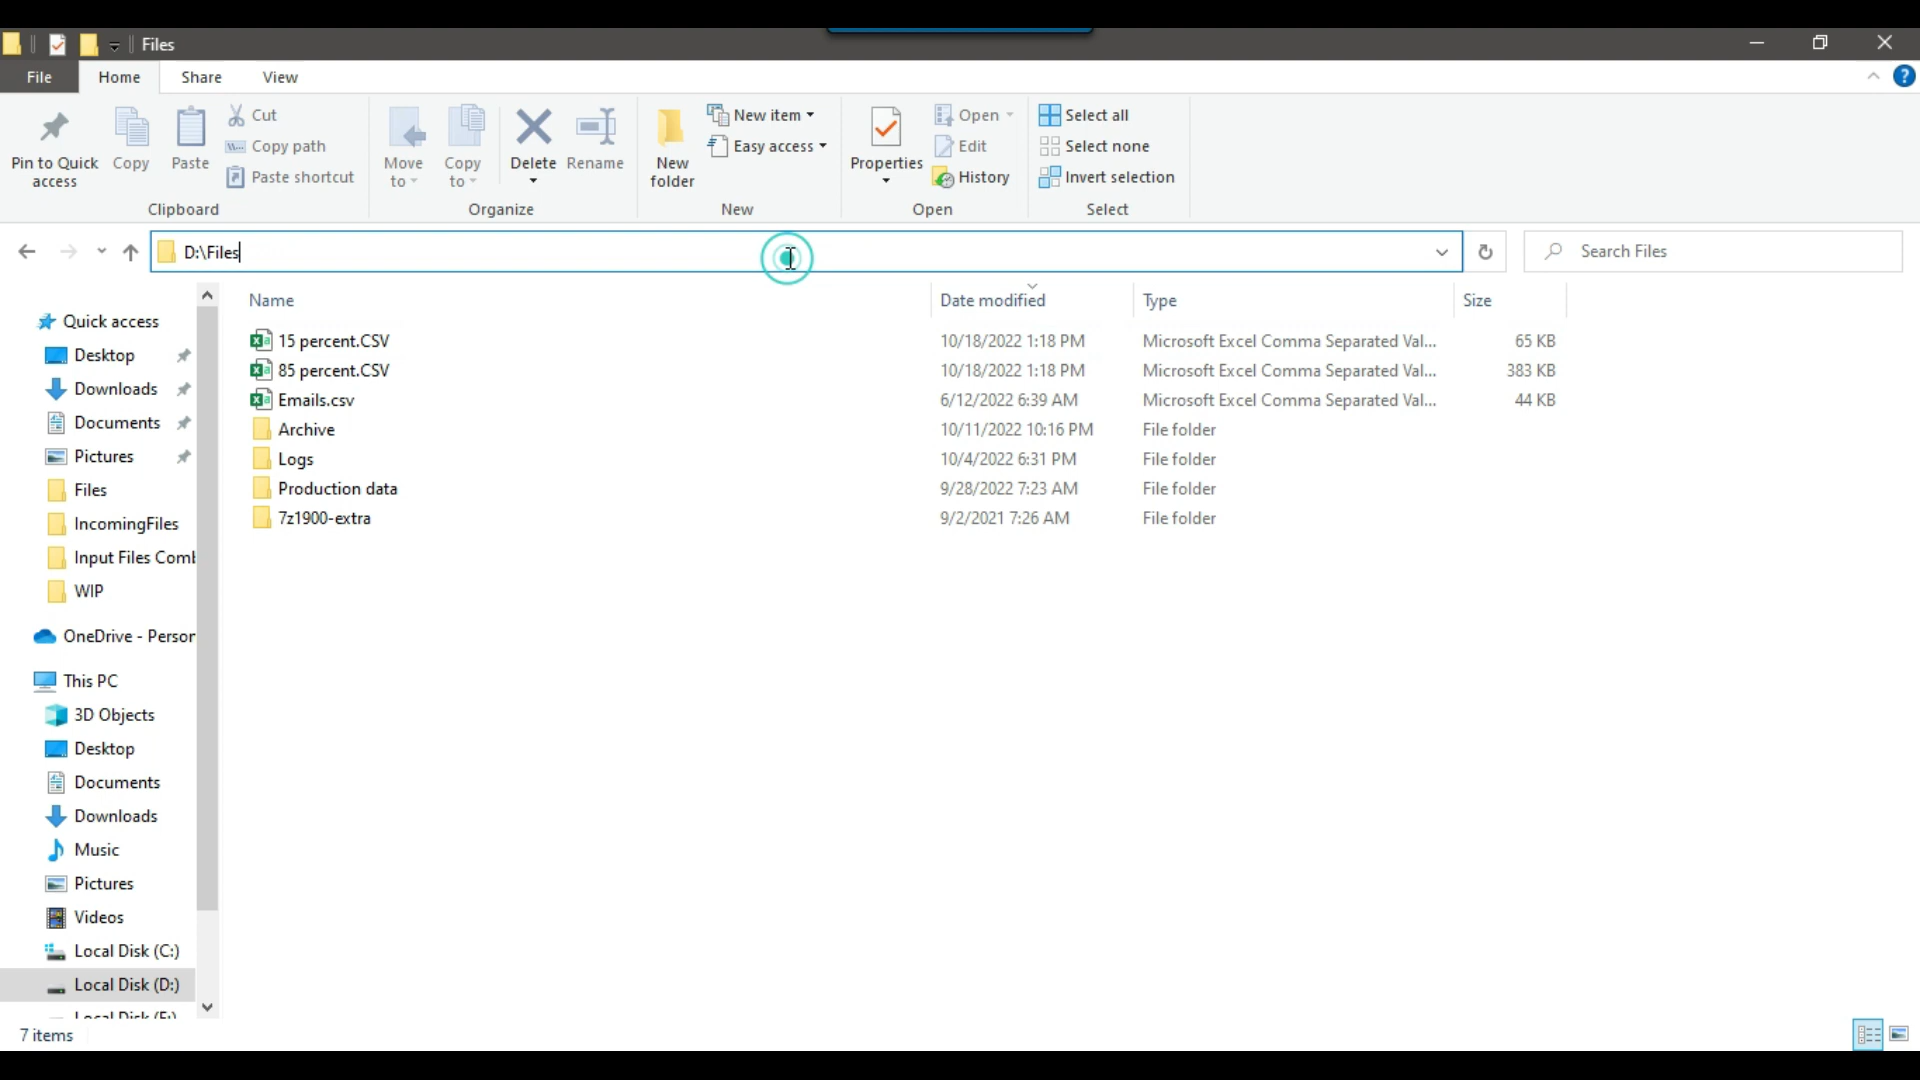 Files
File Home Share View
Pin to Quick access
Copy
Paste
Cut
Copy path
Paste shortcut
Clipboard
Move to
Copy to
Delete
Rename
Organize
New folder
New item
Easy access
New
Properties
Open
Edit
History
Open
Select all
Select none
Invert selection
Select
D:\Files
Search Files
Name Date modified Type Size
15 percent.CSV 10/18/2022 1:18 PM Microsoft Excel Comma Separated Val... 65 KB
85 percent.CSV 10/18/2022 1:18 PM Microsoft Excel Comma Separated Val... 383 KB
Emails.csv 6/12/2022 6:39 AM Microsoft Excel Comma Separated Val... 44 KB
Archive 10/11/2022 10:16 PM File folder
Logs 10/4/2022 6:31 PM File folder
Production data 9/28/2022 7:23 AM File folder
7z1900-extra 9/2/2021 7:26 AM File folder
Quick access
Desktop
Downloads
Documents
Pictures
Files
IncomingFiles
Input Files Comb
WIP
OneDrive - Person
This PC
3D Objects
Desktop
Documents
Downloads
Music
Pictures
Videos
Local Disk (C:)
Local Disk (D:)
7 items